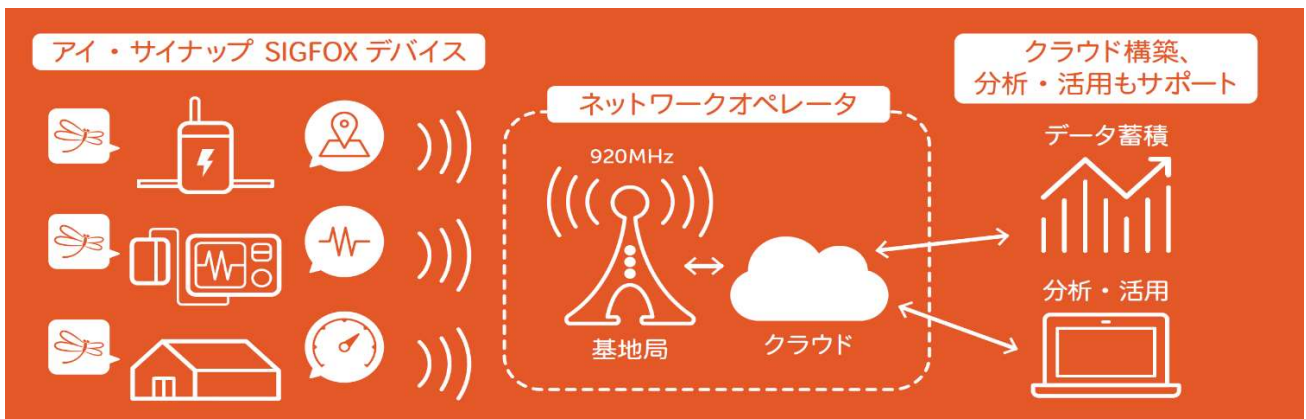 アイ・サイナップ SIGFOX デバイス
ネットワークオペレータ
920MHz
基地局
クラウド
クラウド構築、
分析・活用もサポート
データ蓄積
分析・活用